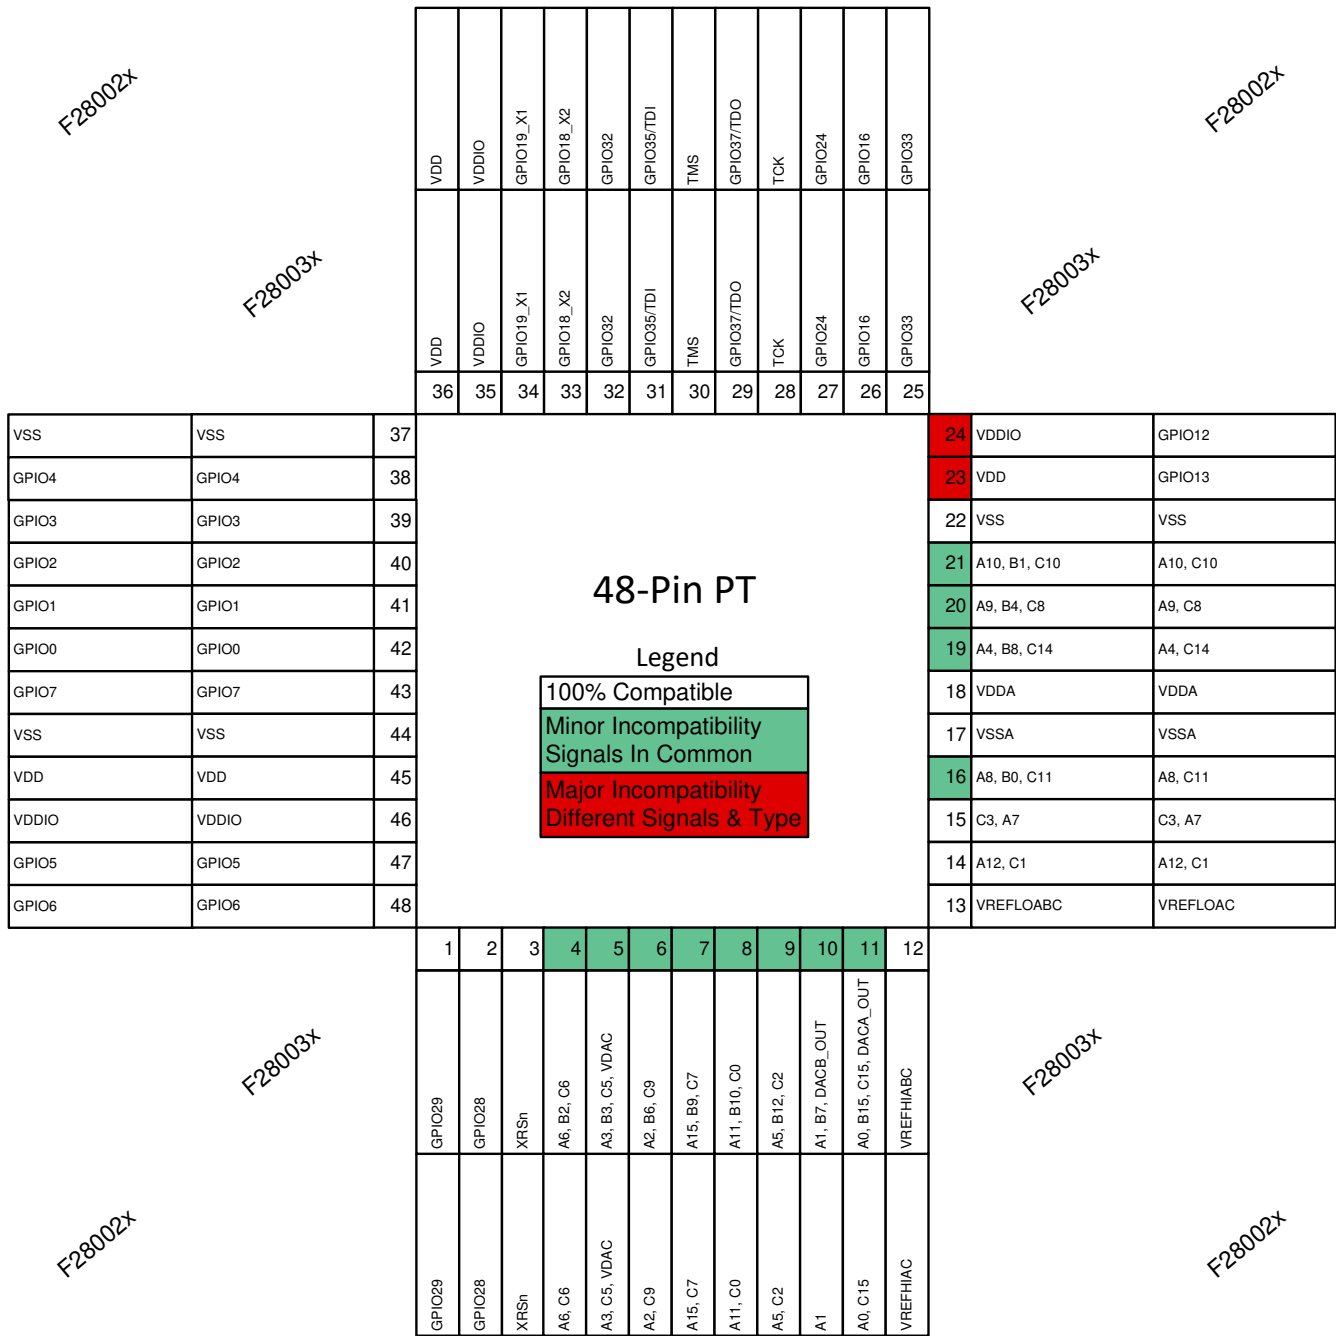 F28002x
F28002x
F28003x
F28003x
VDD VDDIO GPIO19_X1 GPIO18_X2 GPIO32 GPIO35/TDI TMS GPIO37/TDO TCK GPIO24 GPIO16 GPIO33
VDD VDDIO GPIO19_X1 GPIO18_X2 GPIO32 GPIO35/TDI TMS GPIO37/TDO TCK GPIO24 GPIO16 GPIO33
36 35 34 33 32 31 30 29 28 27 26 25
VSS VSS 37
GPIO4 GPIO4 38
GPIO3 GPIO3 39
GPIO2 GPIO2 40
GPIO1 GPIO1 41
GPIO0 GPIO0 42
GPIO7 GPIO7 43
VSS VSS 44
VDD VDD 45
VDDIO VDDIO 46
GPIO5 GPIO5 47
GPIO6 GPIO6 48
48-Pin PT
Legend
100% Compatible
Minor Incompatibility
Signals In Common
Major Incompatibility
Different Signals & Type
24 VDDIO GPIO12
23 VDD GPIO13
22 VSS VSS
21 A10, B1, C10 A10, C10
20 A9, B4, C8 A9, C8
19 A4, B8, C14 A4, C14
18 VDDA VDDA
17 VSSA VSSA
16 A8, B0, C11 A8, C11
15 C3, A7 C3, A7
14 A12, C1 A12, C1
13 VREFLOABC VREFLOAC
1 2 3 4 5 6 7 8 9 10 11 12
GPIO29 GPIO28 XRSn A6, B2, C6 A3, B3, C5, VDAC A2, B6, C9 A15, B9, C7 A11, B10, C0 A5, B12, C2 A1, B7, DACB_OUT A0, B15, C15, DACA_OUT VREFHIABC
GPIO29 GPIO28 XRSn A6, C6 A3, C5, VDAC A2, C9 A15, C7 A11, C0 A5, C2 A1 A0, C15 VREFHIAC
F28003x
F28003x
F28002x
F28002x